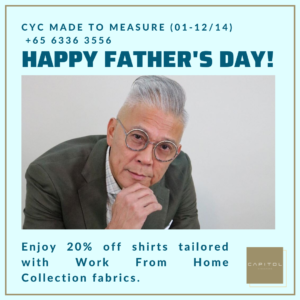 CYC MADE TO MEASURE (01-12/14)
+65 6336 3556
HAPPY FATHER'S DAY!
Enjoy 20% off shirts tailored
with Work From Home
Collection fabrics.
CAPITOL